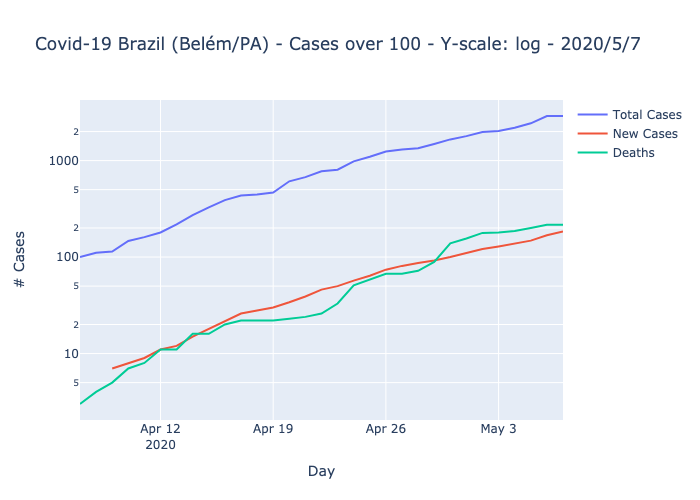 Covid-19 Brazil (Belém/PA) - Cases over 100 - Y-scale: log - 2020/5/7
Total Cases
New Cases
Deaths
2
1000
5
2
100
5
2
10
5
# Cases
Apr 12
2020
Apr 19
Apr 26
May 3
Day